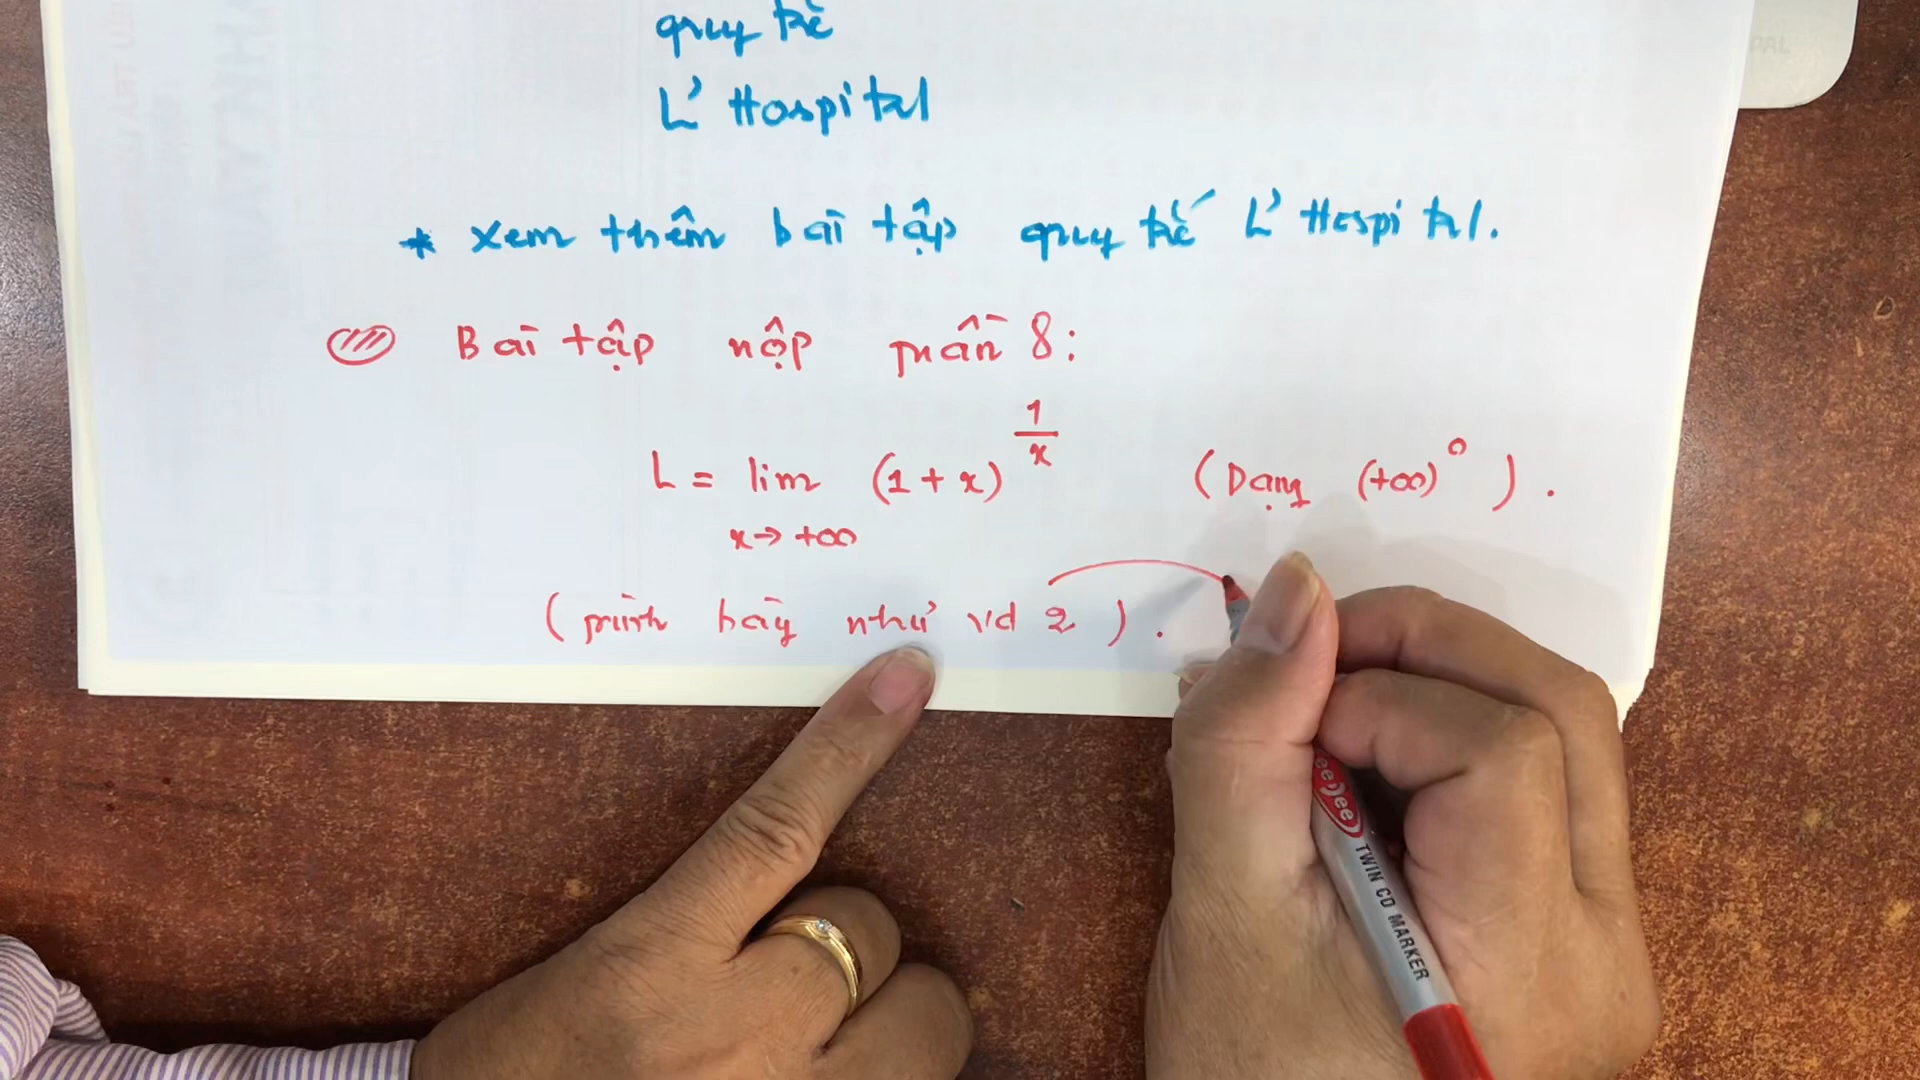 quy tắc
L' Hospital
* Xem thêm bài tập quy tắc L' Hospital.
Bài tập nộp tuần 8:
L = lim (1 + x)^(1/x) (Dạng (+∞)^0 ).
x→ +∞
( trình bày như Vd 2 ).
TWIN CD MARKER